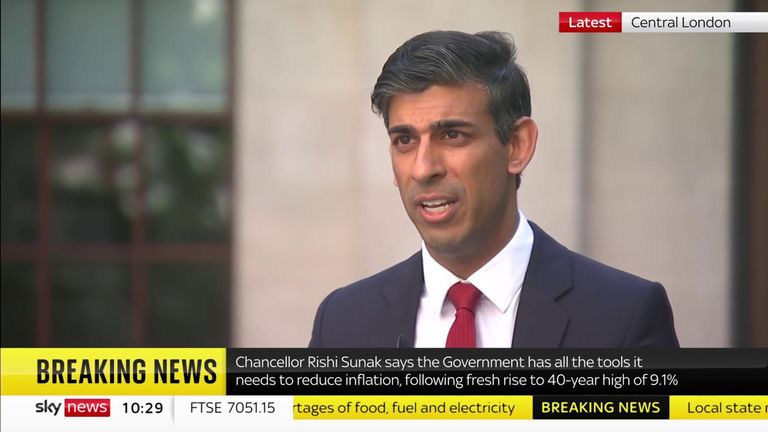 Latest Central London
BREAKING NEWS
Chancellor Rishi Sunak says the Government has all the tools it
needs to reduce inflation, following fresh rise to 40-year high of 9.1%
sky news 10:29 FTSE 7051.15 rtages of food, fuel and electricity BREAKING NEWS Local state